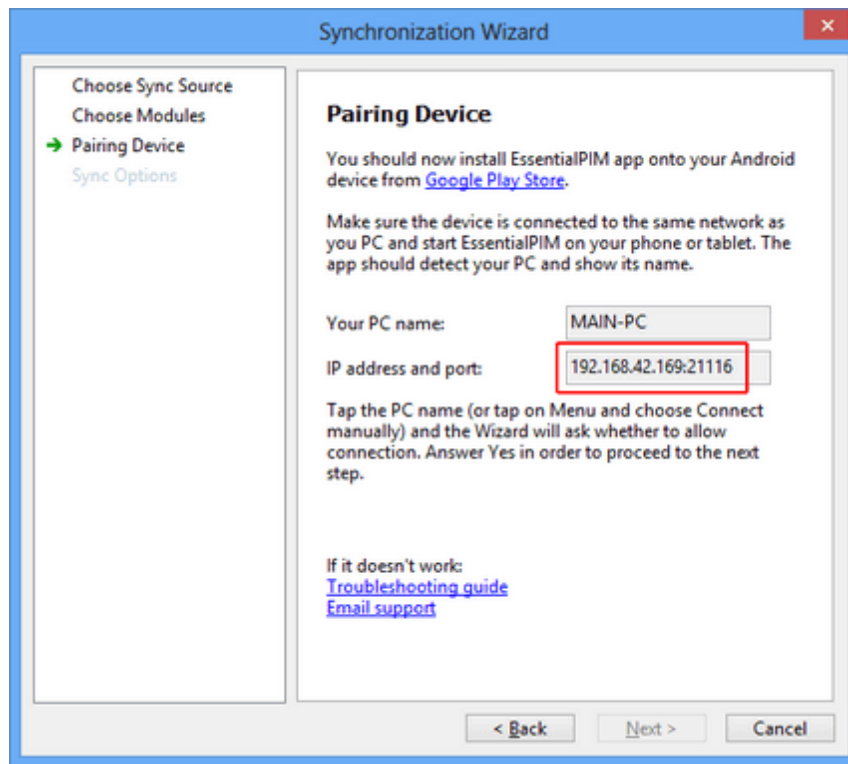 Synchronization Wizard
Choose Sync Source
Choose Modules
Pairing Device
Sync Options
Pairing Device
You should now install EssentialPIM app onto your Android
device from Google Play Store.
Make sure the device is connected to the same network as
you PC and start EssentialPIM on your phone or tablet. The
app should detect your PC and show its name.
Your PC name:
MAIN-PC
IP address and port:
192.168.42.169:21116
Tap the PC name (or tap on Menu and choose Connect
manually) and the Wizard will ask whether to allow
connection. Answer Yes in order to proceed to the next
step.
If it doesn't work:
Troubleshooting guide
Email support
< Back
Next >
Cancel